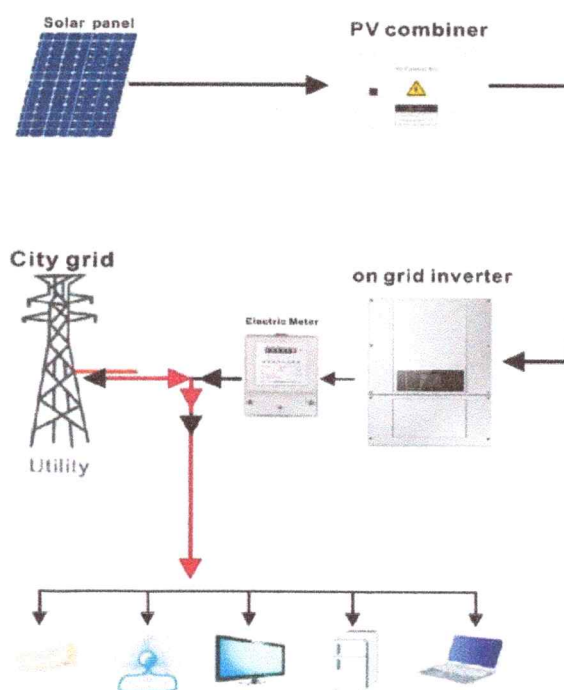 Solar panel
PV combiner
City grid
on grid inverter
Electric Meter
Utility